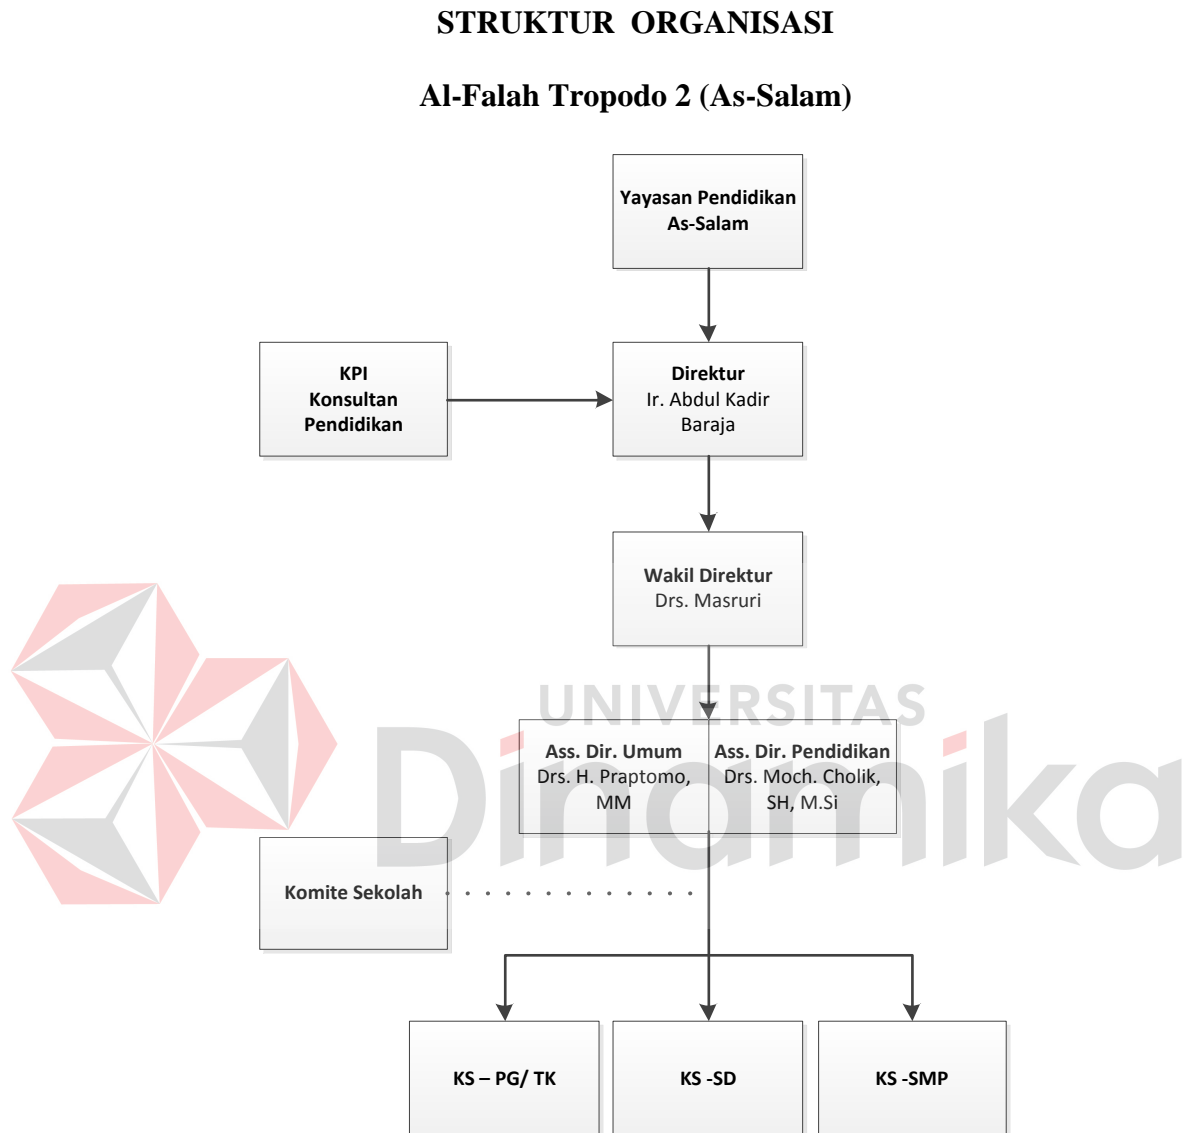 STRUKTUR ORGANISASI
Al-Falah Tropodo 2 (As-Salam)
Yayasan Pendidikan
As-Salam
KPI
Konsultan
Pendidikan
Direktur
Ir. Abdul Kadir
Baraja
Wakil Direktur
Drs. Masruri
UNIVERSITAS
Dinamika
Ass. Dir. Umum
Drs. H. Praptomo,
MM
Ass. Dir. Pendidikan
Drs. Moch. Cholik,
SH, M.Si
Komite Sekolah
KS – PG/ TK
KS -SD
KS -SMP